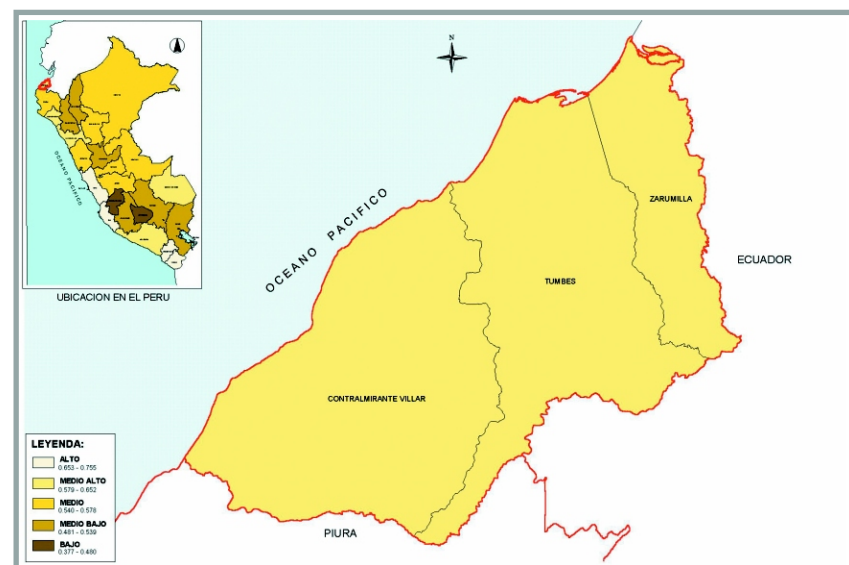 N
OCEANO PACIFICO
UBICACION EN EL PERU
OCEANO PACIFICO
ZARUMILLA
ECUADOR
TUMBES
CONTRALMIRANTE VILLAR
PIURA
LEYENDA:
ALTO
0.653 - 0.755
MEDIO ALTO
0.579 - 0.652
MEDIO
0.540 - 0.578
MEDIO BAJO
0.481 - 0.539
BAJO
0.377 - 0.480